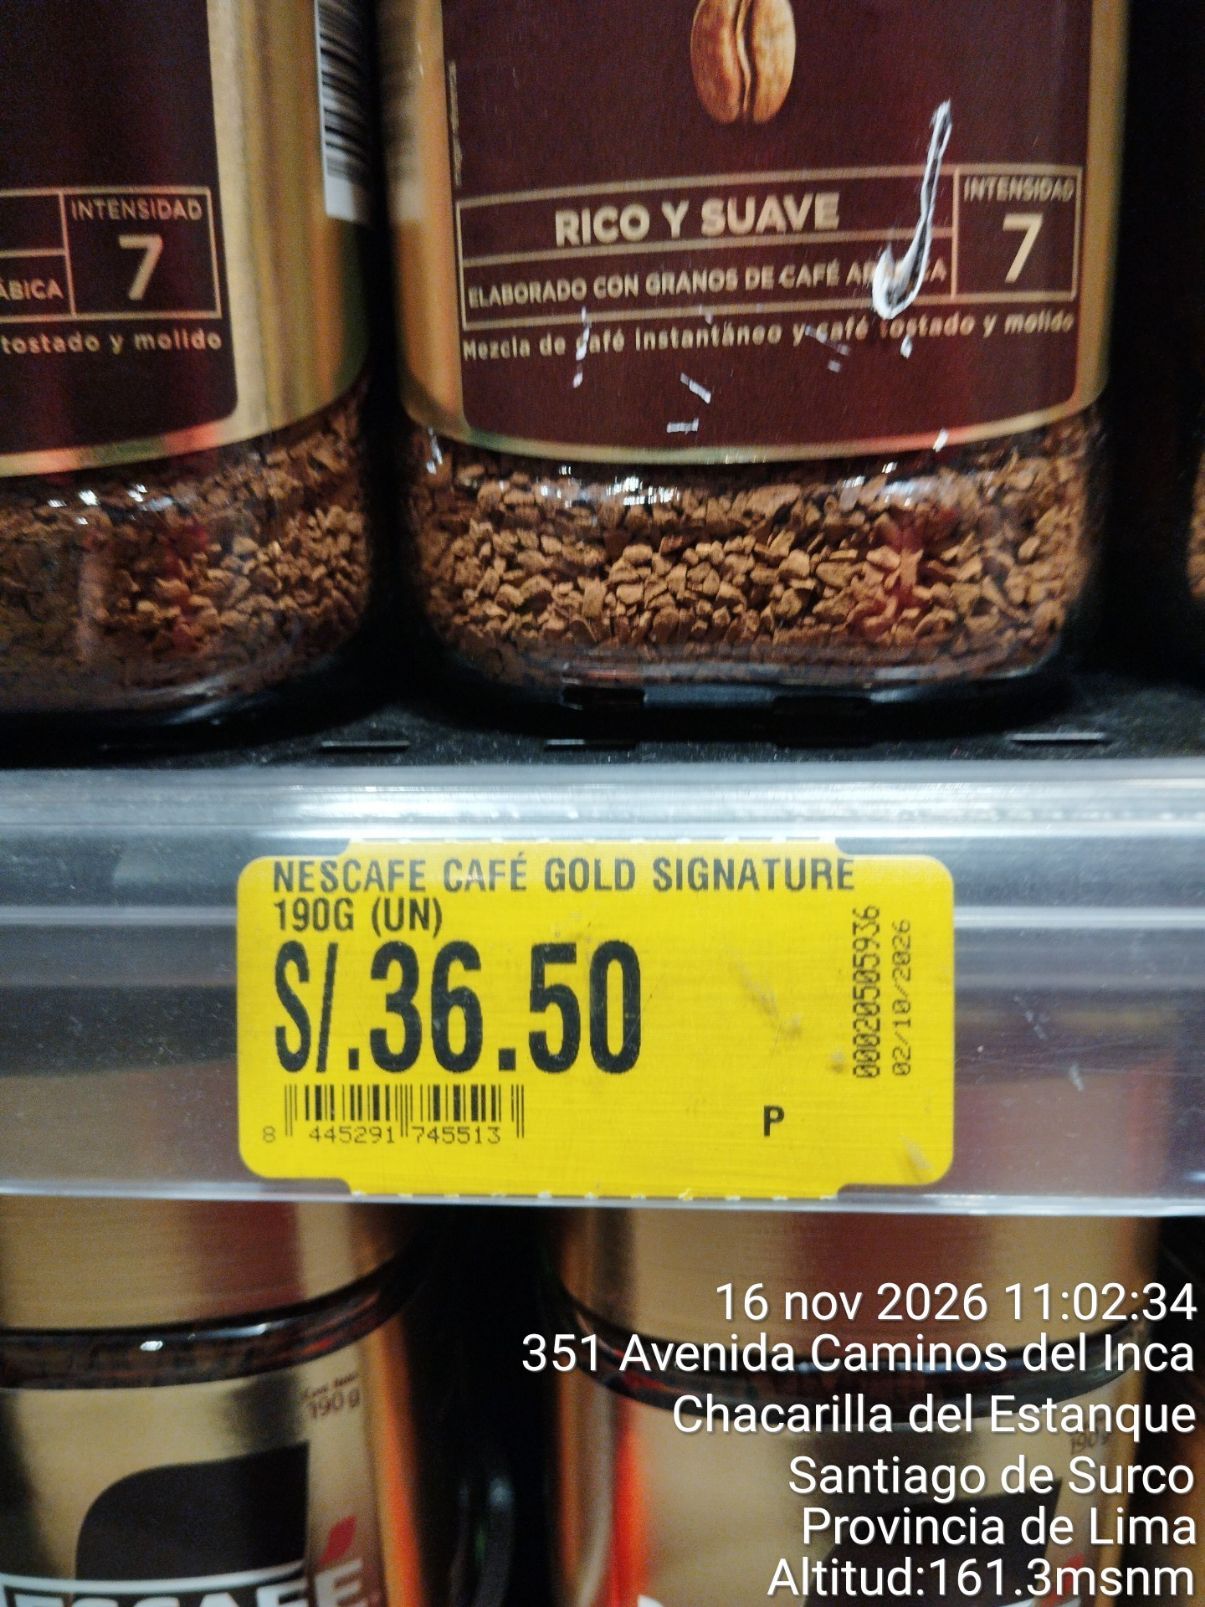 INTENSIDAD
7
ÁBICA
tostado y molido
RICO Y SUAVE
INTENSIDAD
7
ELABORADO CON GRANOS DE CAFÉ
Mezcla de café instantáneo y café tostado y molido
NESCAFE CAFÉ GOLD SIGNATURE
190G (UN)
S/.36.50
8 445291 745513
P
000020505936
02/10/2026
190g
16 nov 2026 11:02:34
351 Avenida Caminos del Inca
Chacarilla del Estanque
Santiago de Surco
Provincia de Lima
Altitud:161.3msnm